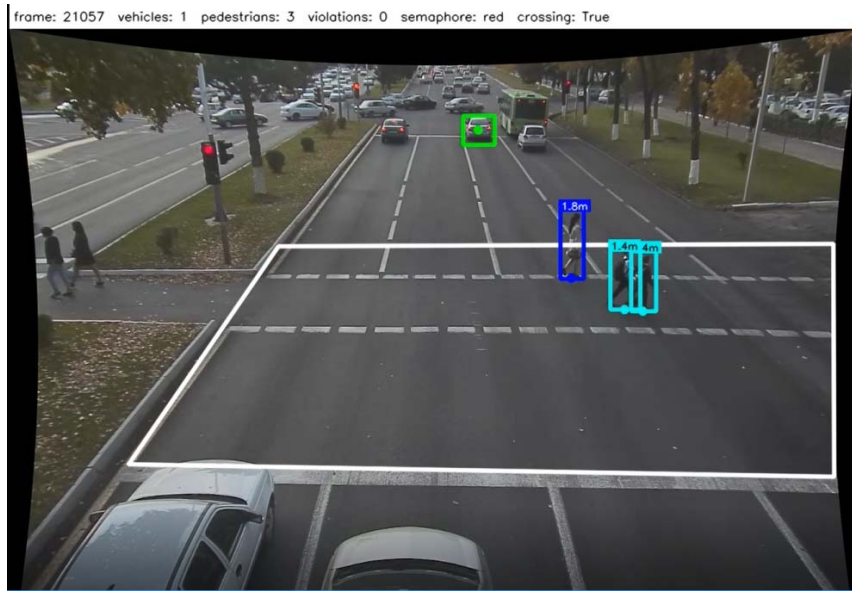 frame: 21057 vehicles: 1 pedestrians: 3 violations: 0 semaphore: red crossing: True
1.8m
1.4m 4m